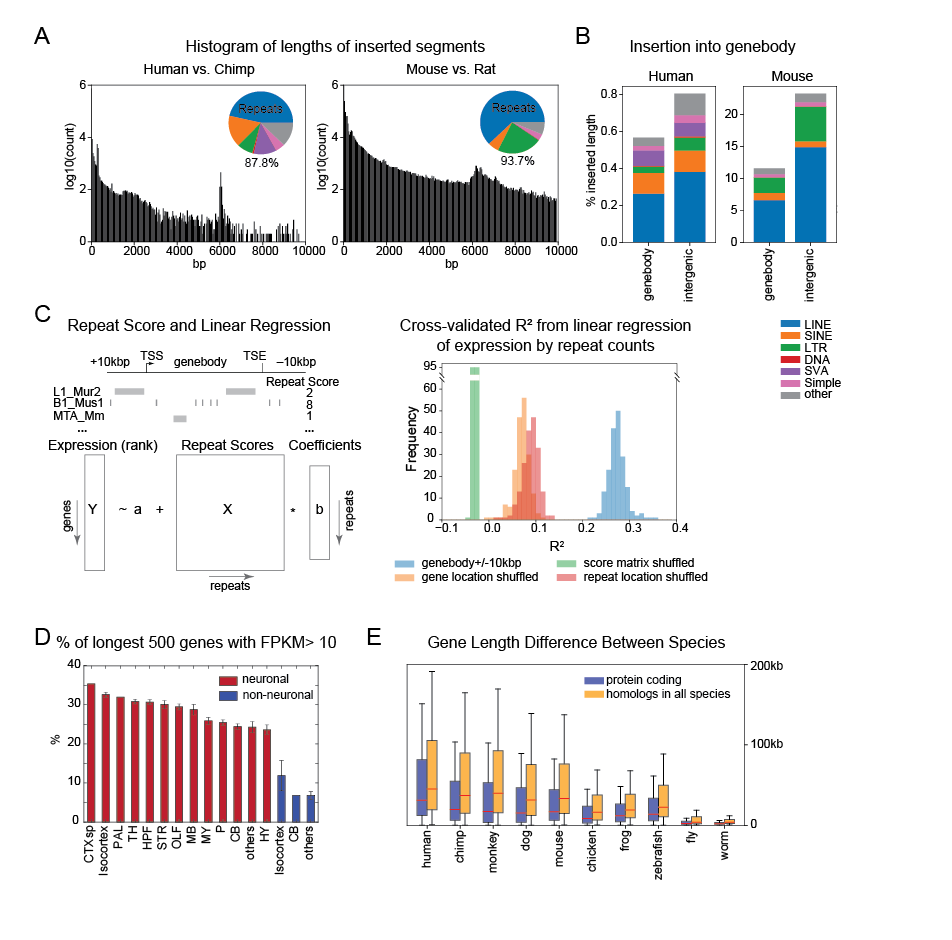 A
Histogram of lengths of inserted segments
Human vs. Chimp
Mouse vs. Rat
6
4
2
0
log10(count)
0 2000 4000 6000 8000 10000
bp
Repeats
87.8%
6
4
2
0
log10(count)
0 2000 4000 6000 8000 10000
bp
Repeats
93.7%
B
Insertion into genebody
Human
Mouse
% inserted length
0.8
0.6
0.4
0.2
0.0
genebody
intergenic
20
15
10
5
0
genebody
intergenic
LINE
SINE
LTR
DNA
SVA
Simple
other
C
Repeat Score and Linear Regression
+10kbp TSS genebody TSE −10kbp
Repeat Score
L1_Mur2 2
B1_Mus1 8
MTA_Mm 1
... ...
Expression (rank) Repeat Scores Coefficients
genes
Y ~ a + X * b
repeats
repeats
Cross-validated R² from linear regression
of expression by repeat counts
Frequency
95
60
50
40
30
20
10
0
−0.1 0.0 0.1 0.2 0.3 0.4
R²
genebody+/-10kbp
gene location shuffled
score matrix shuffled
repeat location shuffled
D
% of longest 500 genes with FPKM> 10
40
30
20
10
0
%
neuronal
non-neuronal
CTXsp
Isocortex
PAL
TH
HPF
STR
OLF
MB
MY
P
CB
others
HY
Isocortex
CB
others
E
Gene Length Difference Between Species
protein coding
homologs in all species
200kb
100kb
0
human
chimp
monkey
dog
mouse
chicken
frog
zebrafish
fly
worm